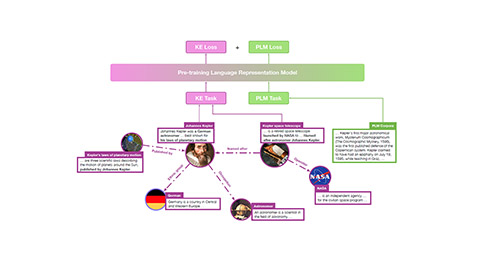 KE Loss + PLM Loss
Pre-training Language Representation Model
KE Task PLM Task
Johannes Kepler
Johannes Kepler was a German
astronomer ... best known for
his laws of planetary motion.
Kepler space telescope
... is a retired space telescope
launched by NASA to ... Named
after astronomer Johannes Kepler.
PLM Corpora
... Kepler's first major astronomical
work, Mysterium Cosmographicum
(The Cosmographic Mystery, 1596),
was the first published defense of the
Copernican system. Kepler claimed
to have had an epiphany on July 19,
1595, while teaching in Graz,
Published by
Named after
Kepler's laws of planetary motion
are three scientific laws describing
the motion of planets around the Sun,
published by Johannes Kepler.
Operator
NASA
NASA
... is an independent agency ...
for the civilian space program ...
Occupation
German
Germany is a country in Central
and Western Europe
Astronomer
An astronomer is a scientist in
the field of astronomy...